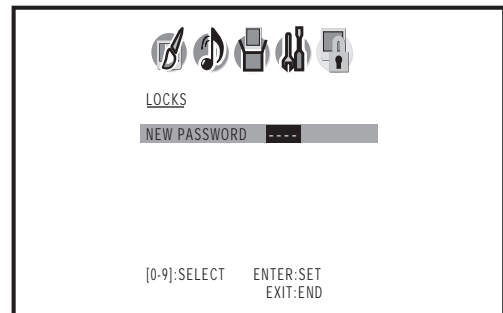 LOCKS
NEW PASSWORD ----
[0-9]:SELECT ENTER:SET
EXIT:END